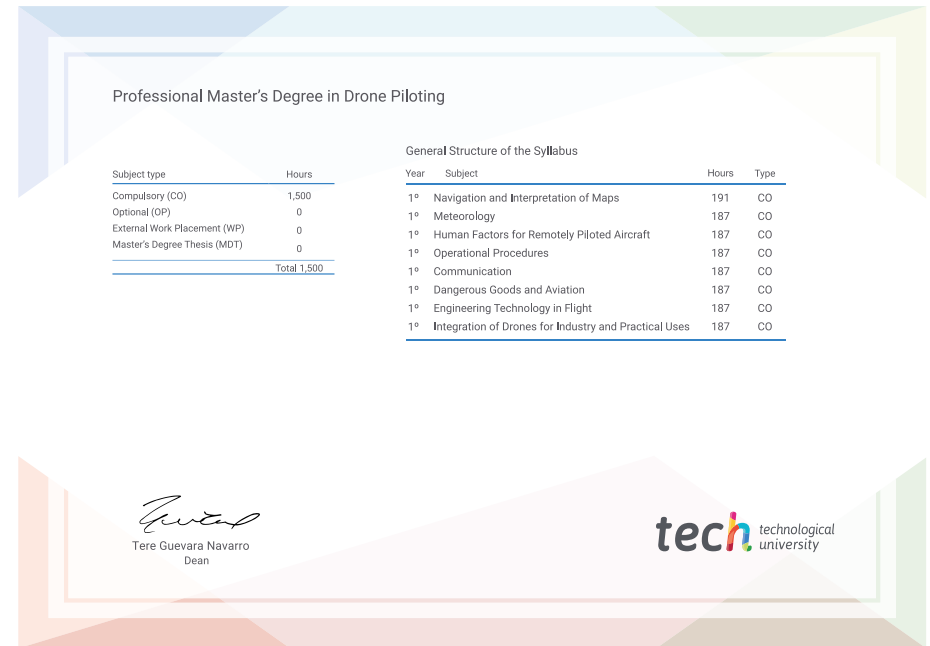 Professional Master's Degree in Drone Piloting
Subject type Hours
Compulsory (CO) 1,500
Optional (OP) 0
External Work Placement (WP) 0
Master's Degree Thesis (MDT) 0
Total 1,500
General Structure of the Syllabus
Year Subject Hours Type
1º Navigation and Interpretation of Maps 191 CO
1º Meteorology 187 CO
1º Human Factors for Remotely Piloted Aircraft 187 CO
1º Operational Procedures 187 CO
1º Communication 187 CO
1º Dangerous Goods and Aviation 187 CO
1º Engineering Technology in Flight 187 CO
1º Integration of Drones for Industry and Practical Uses 187 CO
Tere Guevara Navarro
Dean
tech technological
university